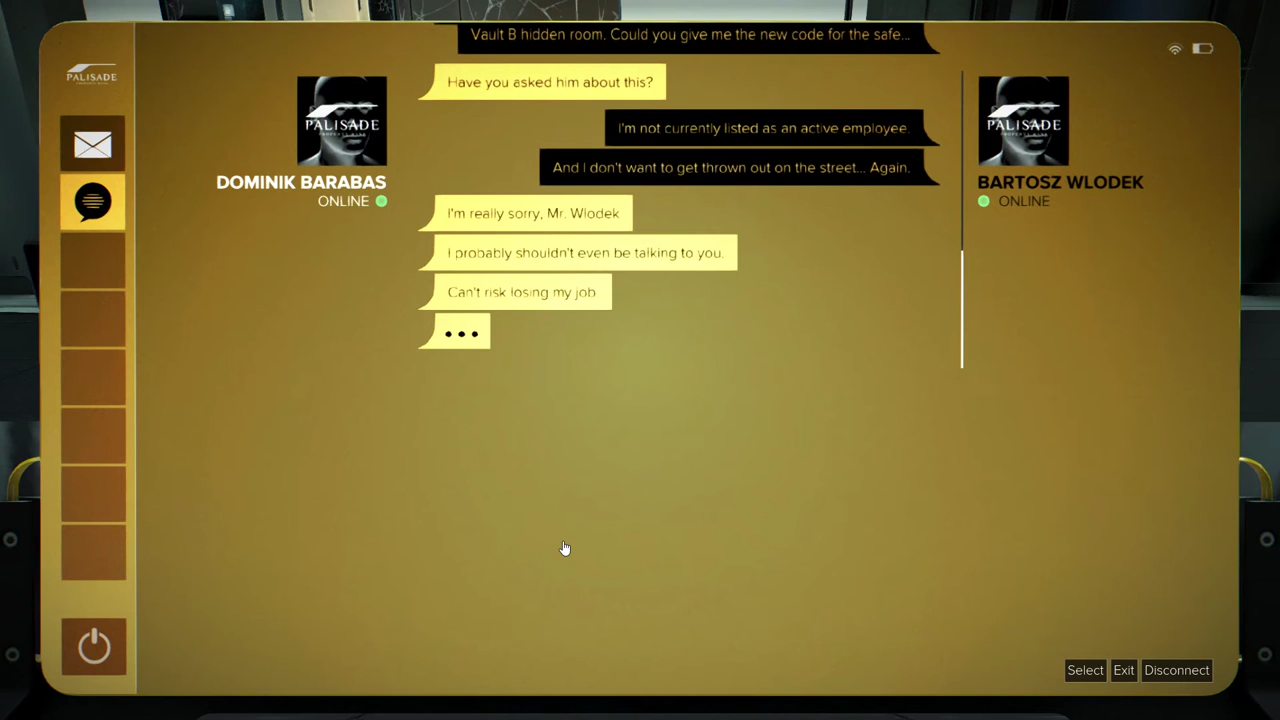 Vault B hidden room. Could you give me the new code for the safe...
PALISADE
Have you asked him about this?
PALISADE
PALISADE
PROPERTY BANK
I'm not currently listed as an active employee.
And I don't want to get thrown out on the street... Again.
DOMINIK BARABAS
BARTOSZ WLODEK
ONLINE
ONLINE
I'm really sorry, Mr. Wlodek
I probably shouldn't even be talking to you.
Can't risk losing my job
•••
Select Exit Disconnect